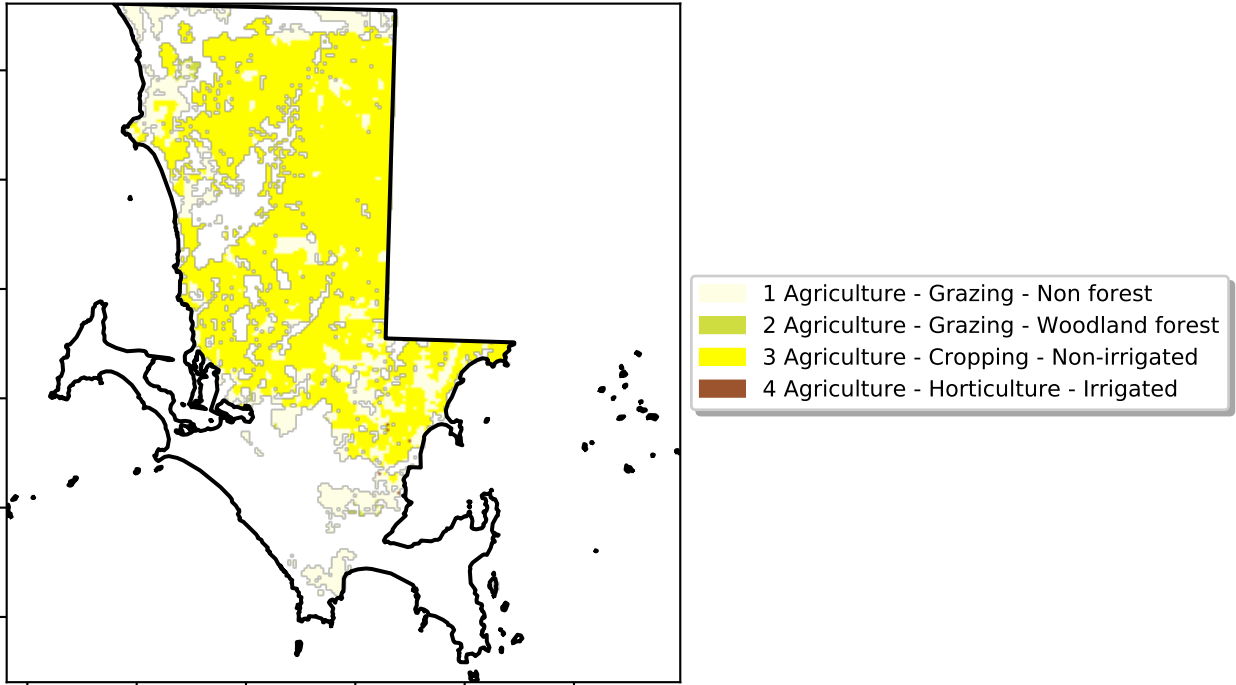 1 Agriculture - Grazing - Non forest
2 Agriculture - Grazing - Woodland forest
3 Agriculture - Cropping - Non-irrigated
4 Agriculture - Horticulture - Irrigated